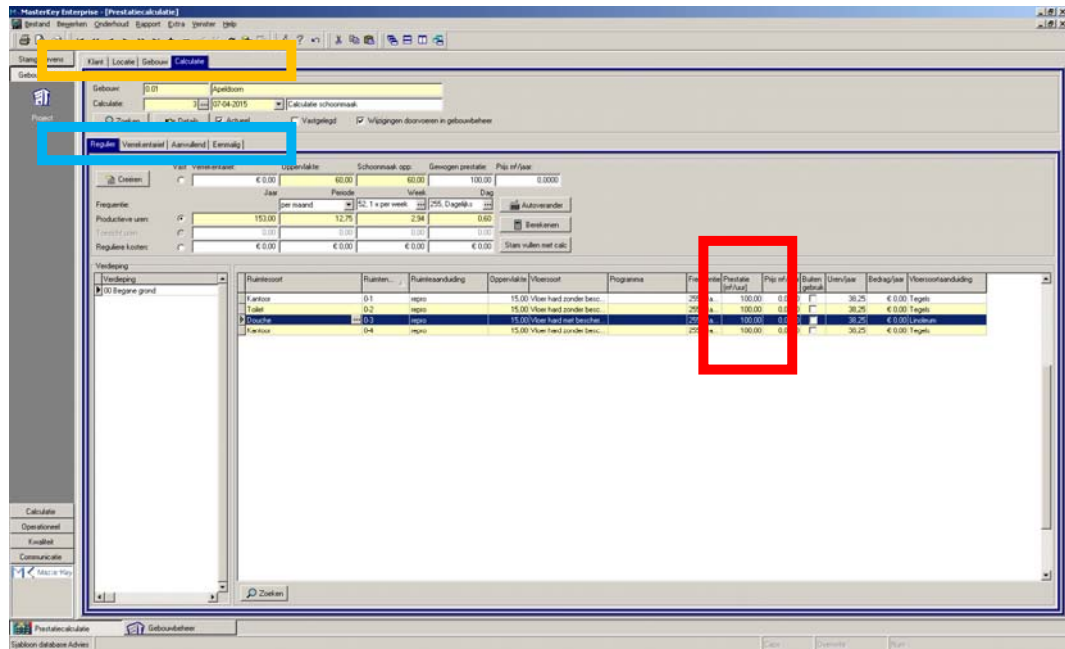 MasterKey Enterprise - [Prestatiecalculatie]
Bestand Bewerken Onderhoud Rapport Extra Venster Help
Klant Locatie Gebouw Calculatie
Gebouw: 0.01 Apeldoorn
Project
Calculatie: 3 07-04-2015 Calculatie schoonmaak
Zoeken Details Actueel Vastgelegd Wijzigingen doorvoeren in gebouwbeheer
Regulier Verrekentarief Aanvullend Eenmalig
Vast Verrekentarief: Oppervlakte Schoonmaak opp. Gewogen prestatie: Prijs m²/jaar:
Creëren € 0,00 60,00 60,00 100,00 0,0000
Jaar Periode Week Dag
Frequentie: per maand 52, 1 x per week 255, Dagelijks Autoverander
Productieve uren: 153,00 12,75 2,94 0,60 Berekenen
Toezicht uren: 0,00 0,00 0,00 0,00
Reguliere kosten: € 0,00 € 0,00 € 0,00 € 0,00 Stam vullen met calc
Verdieping
Verdieping Ruimtesoort Ruimten... Ruimteaanduiding Oppervlakte Vloersoort Programma Prestatie [m²/uur] Buiten gebruik Uren/jaar Bedrag/jaar Vloersoortaanduiding
00 Begane grond
Kantoor 0-1 repro 15,00 Vloer hard zonder besc... 100,00 38,25 € 0,00 Tegels
Toilet 0-2 repro 15,00 Vloer hard zonder besc... 100,00 38,25 € 0,00 Tegels
Douche 0-3 repro 15,00 Vloer hard met bescher... 100,00 38,25 € 0,00 Linoleum
Kantoor 0-4 repro 15,00 Vloer hard zonder besc... 100,00 38,25 € 0,00 Tegels
Calculatie
Operationeel
Kwaliteit
Communicatie
Master Key
Zoeken
Prestatiecalculatie Gebouwbeheer
Sjabloon database Advies Caps Overwrite Num